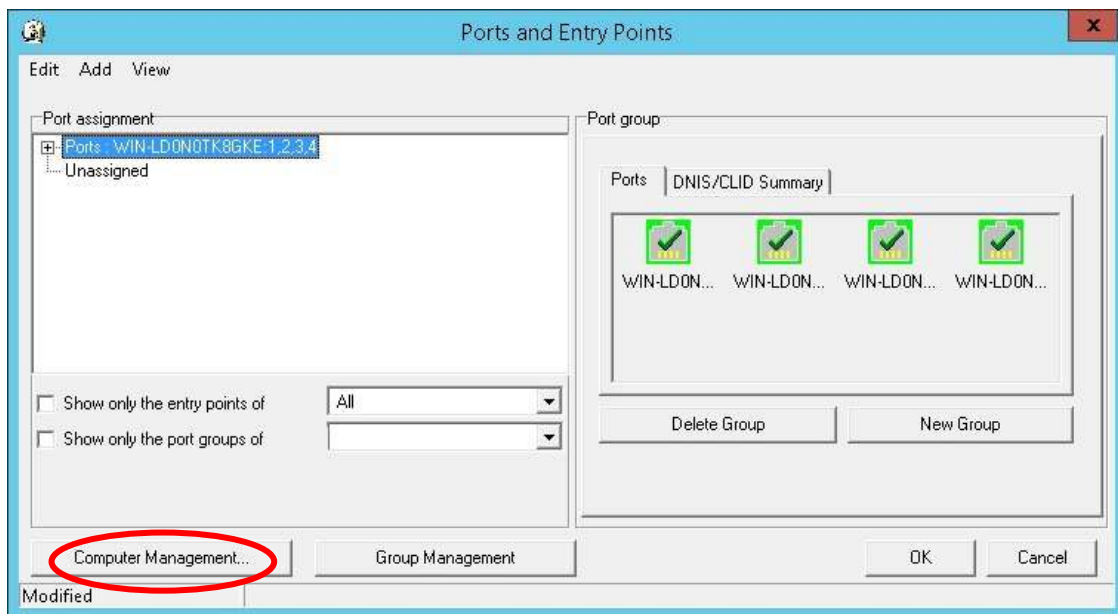 Ports and Entry Points
x
Edit Add View
Port assignment
Ports : WIN-LD0N0TK8GKE:1,2,3,4
Unassigned
Show only the entry points of
All
Show only the port groups of
Port group
Ports
DNIS/CLID Summary
WIN-LD0N... WIN-LD0N... WIN-LD0N... WIN-LD0N...
Delete Group
New Group
Computer Management...
Group Management
OK
Cancel
Modified